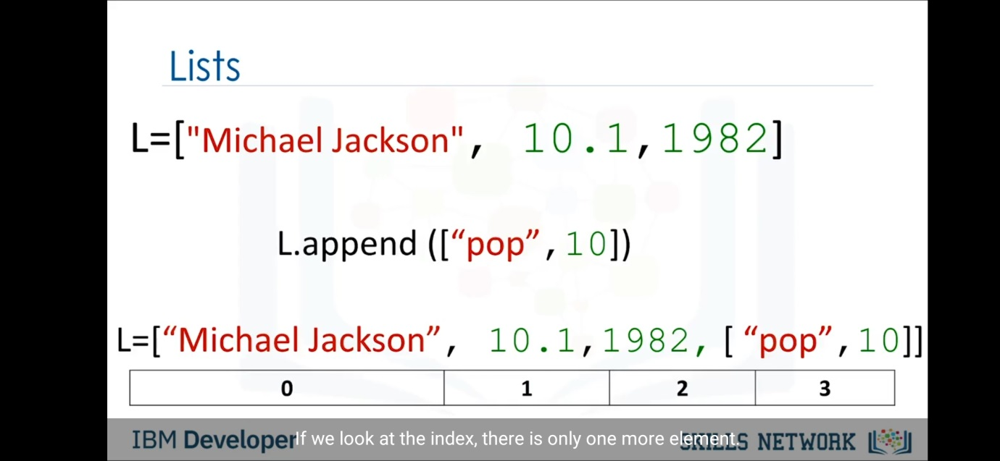 Lists
L=["Michael Jackson", 10.1,1982]
L.append ([“pop”,10])
L=[“Michael Jackson”, 10.1,1982, [“pop”,10]]
0 1 2 3
IBM Developer
If we look at the index, there is only one more element.
SKILLS NETWORK